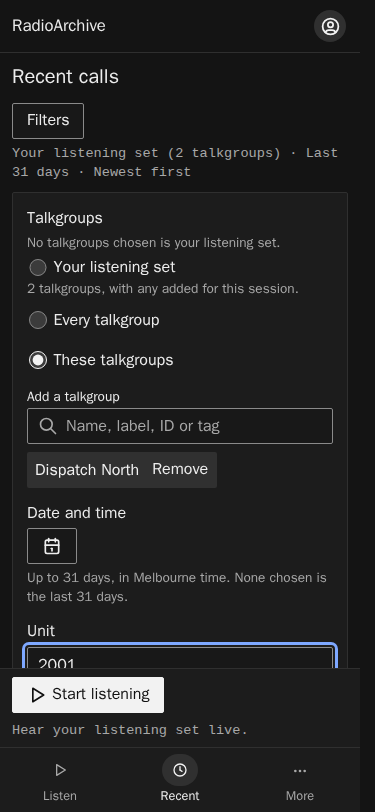 RadioArchive
Recent calls
Filters
Your listening set (2 talkgroups) · Last
31 days · Newest first
Talkgroups
No talkgroups chosen is your listening set.
Your listening set
2 talkgroups, with any added for this session.
Every talkgroup
These talkgroups
Add a talkgroup
Name, label, ID or tag
Dispatch North Remove
Date and time
Up to 31 days, in Melbourne time. None chosen is
the last 31 days.
Unit
2001
Start listening
Hear your listening set live.
Listen Recent More